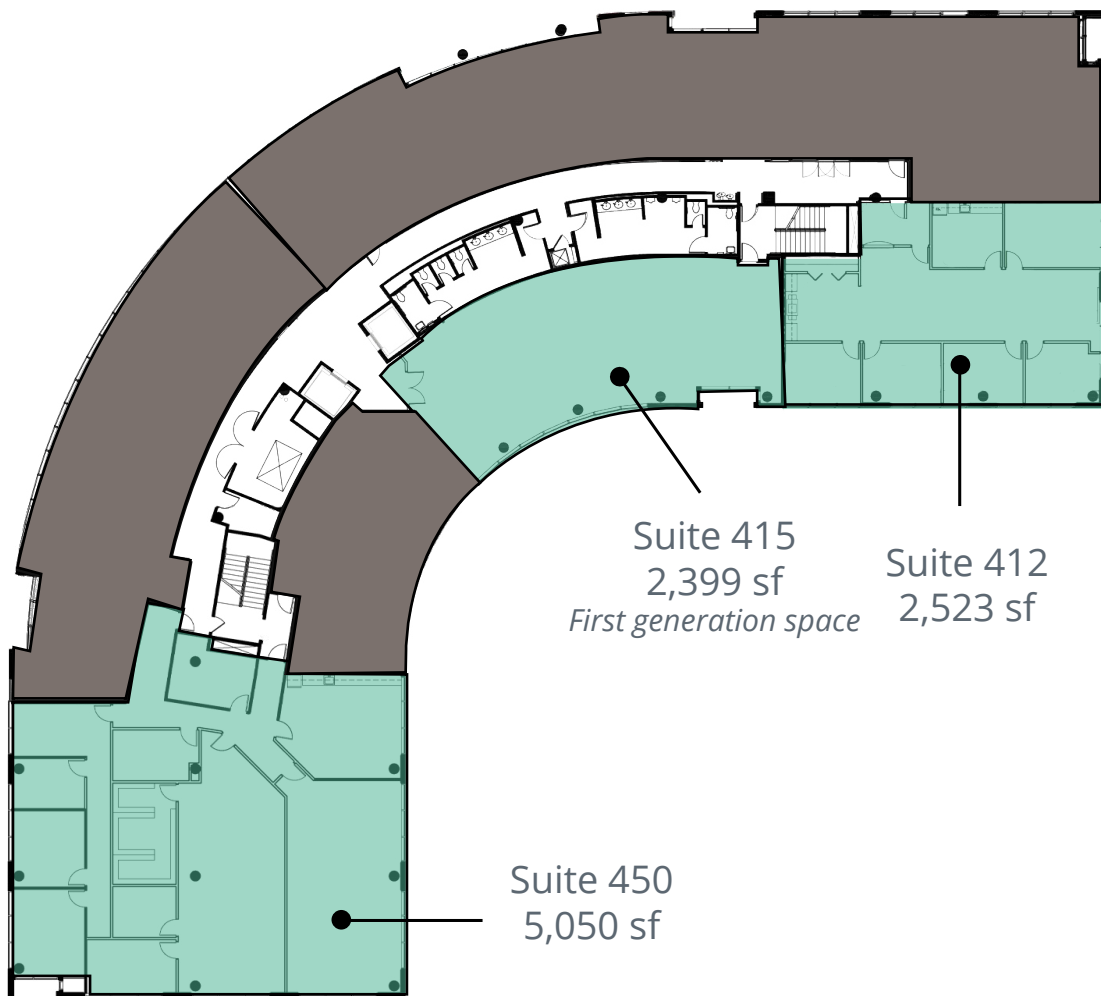 Suite 415
2,399 sf
First generation space
Suite 412
2,523 sf
Suite 450
5,050 sf